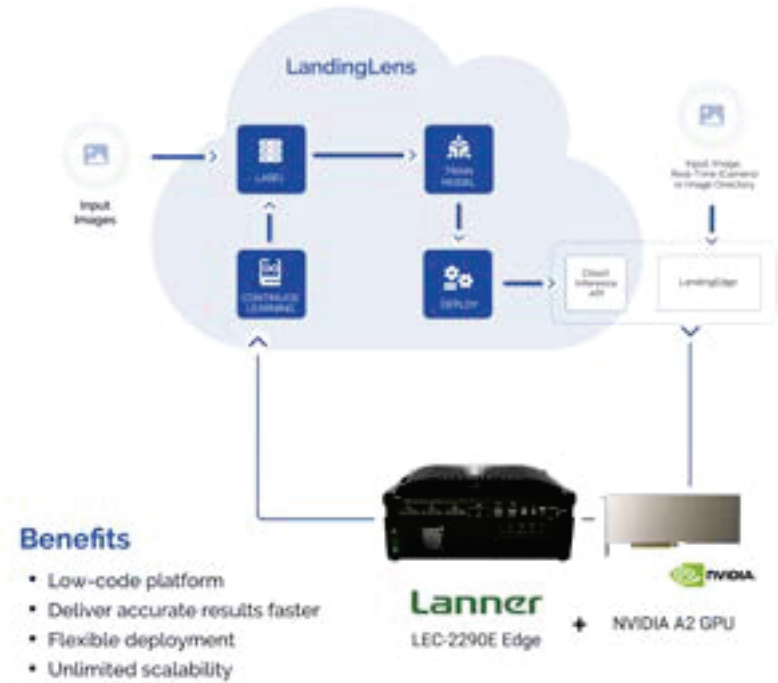 LandingLens
Input
Images
LABEL
TRAIN
MODEL
Input Image
Real-Time (Camera)
or Image Directory
CONTINUOUS
LEARNING
DEPLOY
Cloud
Inference
API
LandingEdge
Benefits
• Low-code platform
• Deliver accurate results faster
• Flexible deployment
• Unlimited scalability
Lanner
LEC-2290E Edge
+
NVIDIA
NVIDIA A2 GPU